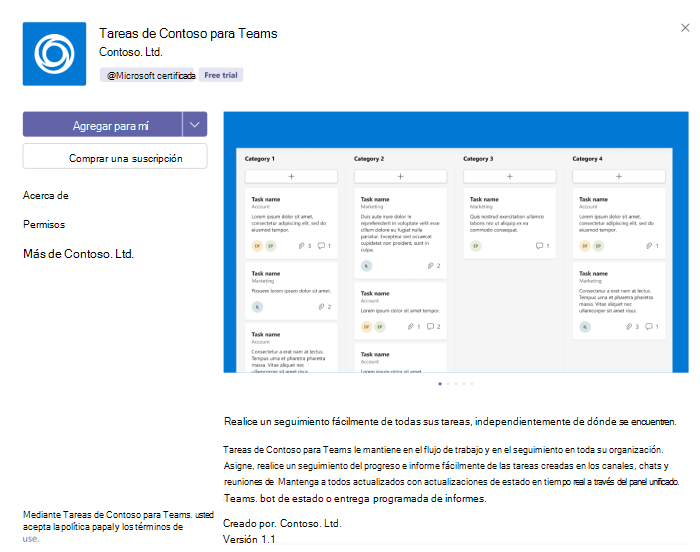 Tareas de Contoso para Teams
Contoso. Ltd.
@Microsoft certificada
Free trial
Agregar para mí
Comprar una suscripción
Acerca de
Permisos
Más de Contoso. Ltd.
Category 1
+
Task name
Account
Lorem ipsum dolor sit amet,
consectetur adipiscing elit, sed do
eiusmod tempor.
DF EP 3 1
Task name
Marketing
Posuere lorem ipsum dolor sit amet.
IL 2
Task name
Account
Consectetur a erat nam at lectus.
Tempus urna et pharetra pharetra
massa. Vitae aliquet nec
ullamcorper sit amet risus.
Category 2
+
Task name
Marketing
Duis aute irure dolor in
reprehenderit in voluptate velit esse
cillum dolore eu fugiat nulla
pariatur. Excepteur sint occaecat
cupidatat non proident, sunt in
culpa.
IL 2
Task name
Account
Lorem ipsum dolor sit amet,
consectetur.
DF EP 1 2
Task name
Account
Lorem ipsum dolor sit amet,
Category 3
+
Task name
Marketing
Quis nostrud exercitation ullamco
laboris nisi ut aliquip ex ea
commodo consequat.
EP 1
Category 4
+
Task name
Account
Lorem ipsum dolor sit amet,
consectetur adipiscing elit, sed do
eiusmod tempor.
DF EP 1
Task name
Marketing
Consectetur a erat nam at lectus.
Tempus urna et pharetra pharetra
massa. Vitae aliquet nec
ullamcorper sit amet risus.
IL 3 1
Realice un seguimiento fácilmente de todas sus tareas, independientemente de dónde se encuentren.
Tareas de Contoso para Teams le mantiene en el flujo de trabajo y en el seguimiento en toda su organización.
Asigne, realice un seguimiento del progreso e informe fácilmente de las tareas creadas en los canales, chats y
reuniones de Mantenga a todos actualizados con actualizaciones de estado en tiempo real a través del panel unificado.
Teams. bot de estado o entrega programada de informes.
Creado por. Contoso. Ltd.
Versión 1.1
Mediante Tareas de Contoso para Teams. usted
acepta la política papal y los términos de
use.